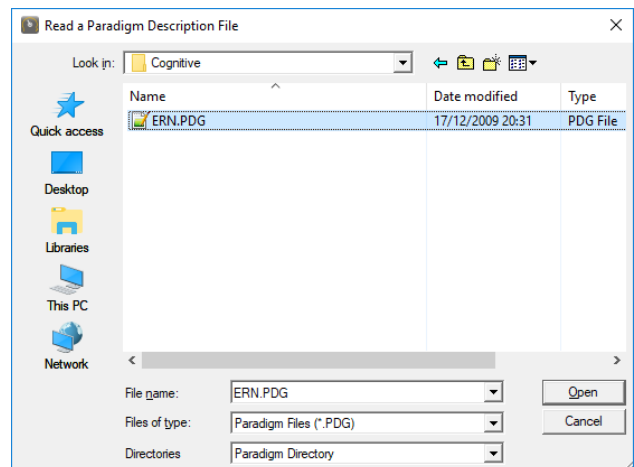 Read a Paradigm Description File
Look in: Cognitive
Name Date modified Type
ERN.PDG 17/12/2009 20:31 PDG File
Quick access
Desktop
Libraries
This PC
Network
File name: ERN.PDG Open
Files of type: Paradigm Files (*.PDG) Cancel
Directories Paradigm Directory